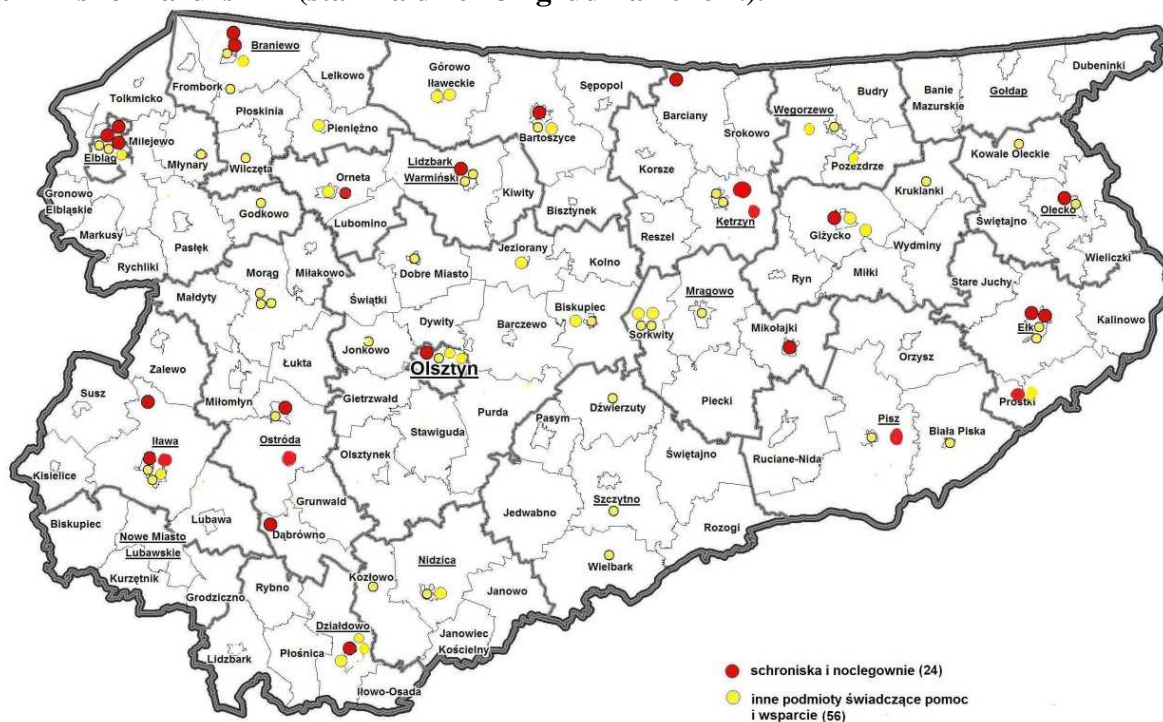 Braniewo
Lelkowo
Górowo
Iławeckie
Sępopol
Dubeninki
Frombork
Tolkmicko
Płoskinia
Pieniężno
Bartoszyce
Barciany
Srokowo
Węgorzewo
Budry
Banie
Mazurskie
Gołdap
Milejewo
Elbląg
Młynary
Wilczęta
Orneta
Lidzbark
Warmiński
Kiwity
Korsze
Pozezdrze
Kowale Oleckie
Kruklanki
Gronowo
Elbląskie
Markusy
Godkowo
Lubomino
Bisztynek
Reszel
Kętrzyn
Giżycko
Świętajno
Olecko
Rychliki
Pasłęk
Jeziorany
Kolno
Wydminy
Wieliczki
Morąg
Miłakowo
Dobre Miasto
Ryn
Miłki
Stare Juchy
Małdyty
Świątki
Mrągowo
Dywity
Barczewo
Biskupiec
Sorkwity
Mikołajki
Ełk
Kalinowo
Jonkowo
Olsztyn
Orzysz
Zalewo
Łukta
Susz
Miłomłyn
Gietrzwałd
Purda
Pasym
Dźwierzuty
Piecki
Prostki
Iława
Ostróda
Stawiguda
Pisz
Biała Piska
Kisielice
Olsztynek
Świętajno
Ruciane-Nida
Grunwald
Szczytno
Jedwabno
Biskupiec
Nowe Miasto
Lubawskie
Lubawa
Dąbrówno
Rozogi
Kurzętnik
Nidzica
Wielbark
Grodziczno
Rybno
Kozłowo
Janowo
Działdowo
Janowiec
Kościelny
Lidzbark
Płośnica
Iłowo-Osada
schroniska i noclegownie (24)
inne podmioty świadczące pomoc
i wsparcie (56)